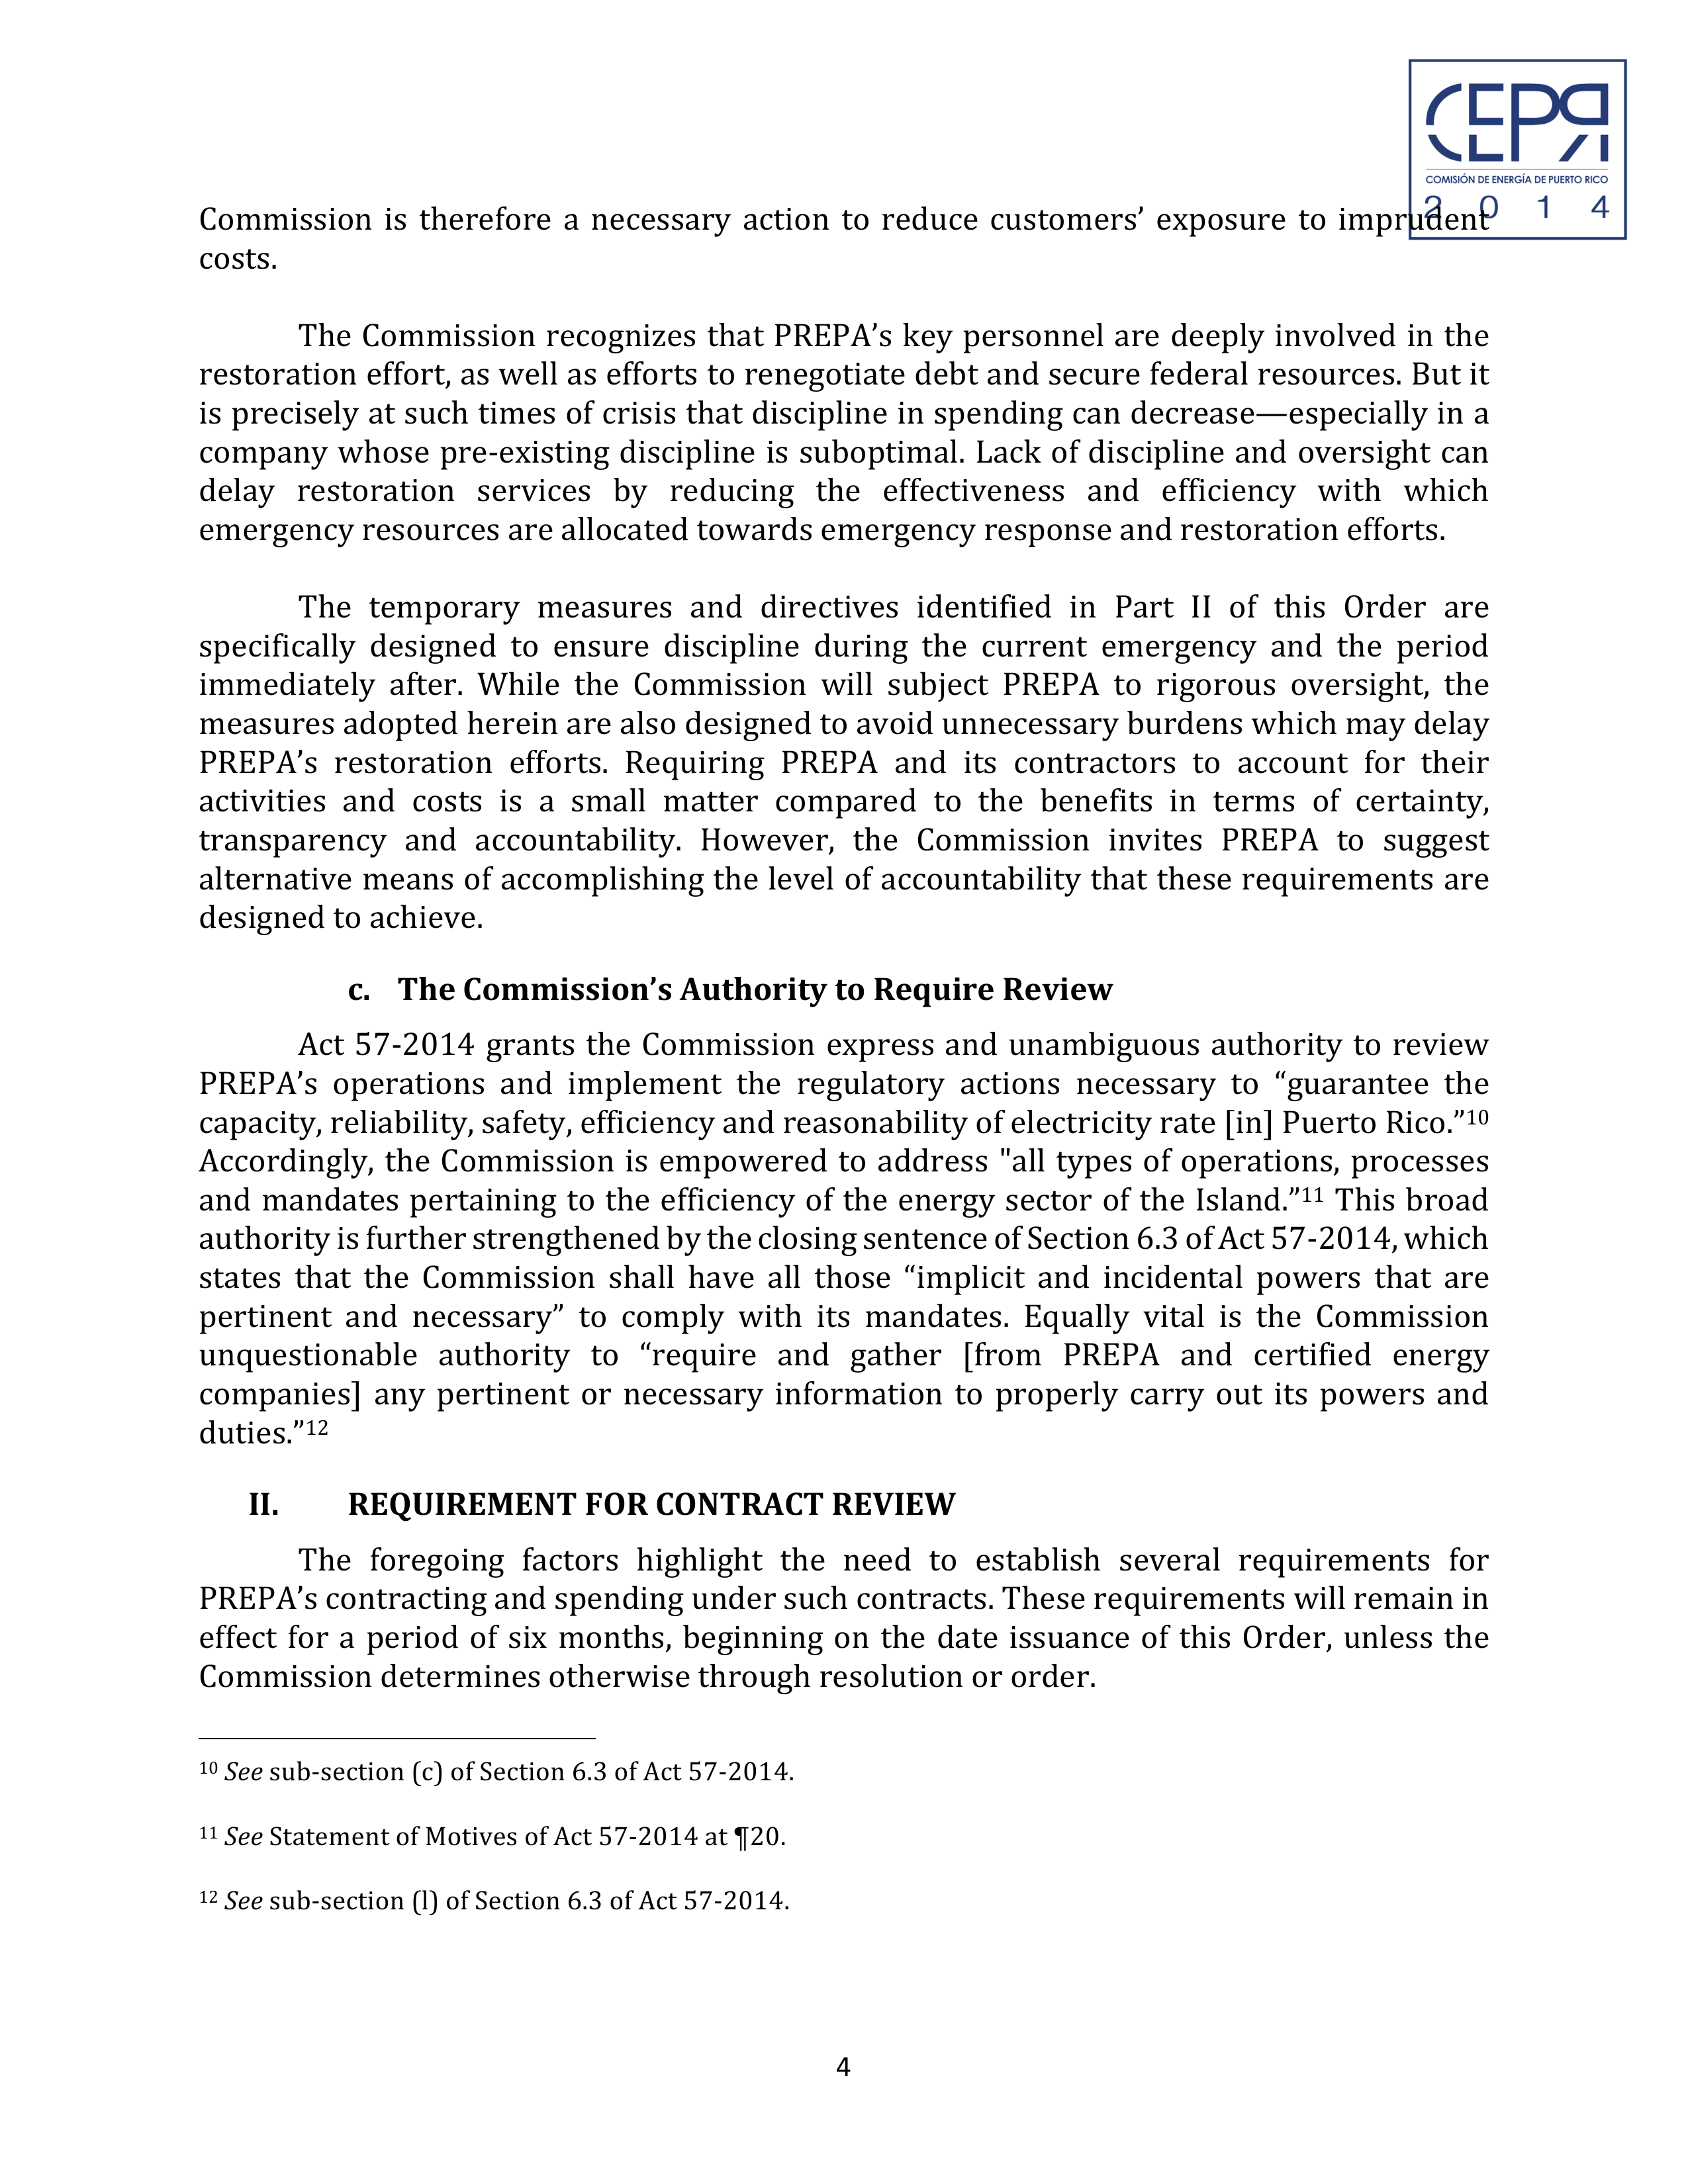 CEPR
COMISIÓN DE ENERGÍA DE PUERTO RICO
2 0 1 4
Commission is therefore a necessary action to reduce customers’ exposure to imprudent
costs.
The Commission recognizes that PREPA’s key personnel are deeply involved in the
restoration effort, as well as efforts to renegotiate debt and secure federal resources. But it
is precisely at such times of crisis that discipline in spending can decrease—especially in a
company whose pre-existing discipline is suboptimal. Lack of discipline and oversight can
delay restoration services by reducing the effectiveness and efficiency with which
emergency resources are allocated towards emergency response and restoration efforts.
The temporary measures and directives identified in Part II of this Order are
specifically designed to ensure discipline during the current emergency and the period
immediately after. While the Commission will subject PREPA to rigorous oversight, the
measures adopted herein are also designed to avoid unnecessary burdens which may delay
PREPA’s restoration efforts. Requiring PREPA and its contractors to account for their
activities and costs is a small matter compared to the benefits in terms of certainty,
transparency and accountability. However, the Commission invites PREPA to suggest
alternative means of accomplishing the level of accountability that these requirements are
designed to achieve.
c. The Commission’s Authority to Require Review
Act 57-2014 grants the Commission express and unambiguous authority to review
PREPA’s operations and implement the regulatory actions necessary to “guarantee the
capacity, reliability, safety, efficiency and reasonability of electricity rate [in] Puerto Rico.”10
Accordingly, the Commission is empowered to address "all types of operations, processes
and mandates pertaining to the efficiency of the energy sector of the Island.”11 This broad
authority is further strengthened by the closing sentence of Section 6.3 of Act 57-2014, which
states that the Commission shall have all those “implicit and incidental powers that are
pertinent and necessary” to comply with its mandates. Equally vital is the Commission
unquestionable authority to “require and gather [from PREPA and certified energy
companies] any pertinent or necessary information to properly carry out its powers and
duties.”12
II. REQUIREMENT FOR CONTRACT REVIEW
The foregoing factors highlight the need to establish several requirements for
PREPA’s contracting and spending under such contracts. These requirements will remain in
effect for a period of six months, beginning on the date issuance of this Order, unless the
Commission determines otherwise through resolution or order.
10 See sub-section (c) of Section 6.3 of Act 57-2014.
11 See Statement of Motives of Act 57-2014 at ¶20.
12 See sub-section (l) of Section 6.3 of Act 57-2014.
4